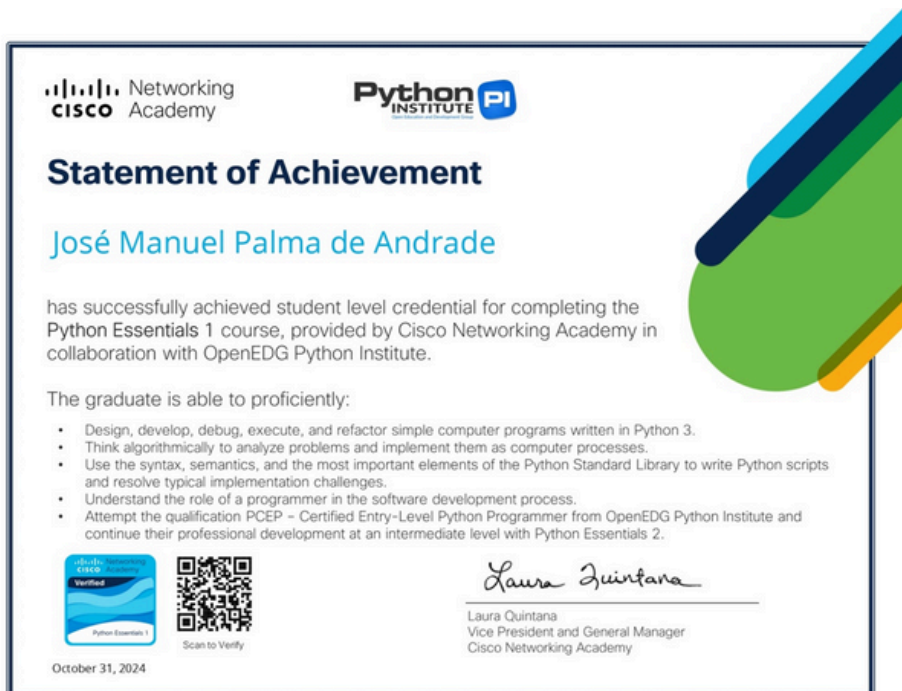 CISCO Networking Academy
Python INSTITUTE PI
Open Education and Development Group
Statement of Achievement
José Manuel Palma de Andrade
has successfully achieved student level credential for completing the
Python Essentials 1 course, provided by Cisco Networking Academy in
collaboration with OpenEDG Python Institute.
The graduate is able to proficiently:
• Design, develop, debug, execute, and refactor simple computer programs written in Python 3.
• Think algorithmically to analyze problems and implement them as computer processes.
• Use the syntax, semantics, and the most important elements of the Python Standard Library to write Python scripts
and resolve typical implementation challenges.
• Understand the role of a programmer in the software development process.
• Attempt the qualification PCEP – Certified Entry-Level Python Programmer from OpenEDG Python Institute and
continue their professional development at an intermediate level with Python Essentials 2.
CISCO Networking Academy
Verified
Python Essentials 1
Scan to Verify
October 31, 2024
Laura Quintana
Laura Quintana
Vice President and General Manager
Cisco Networking Academy